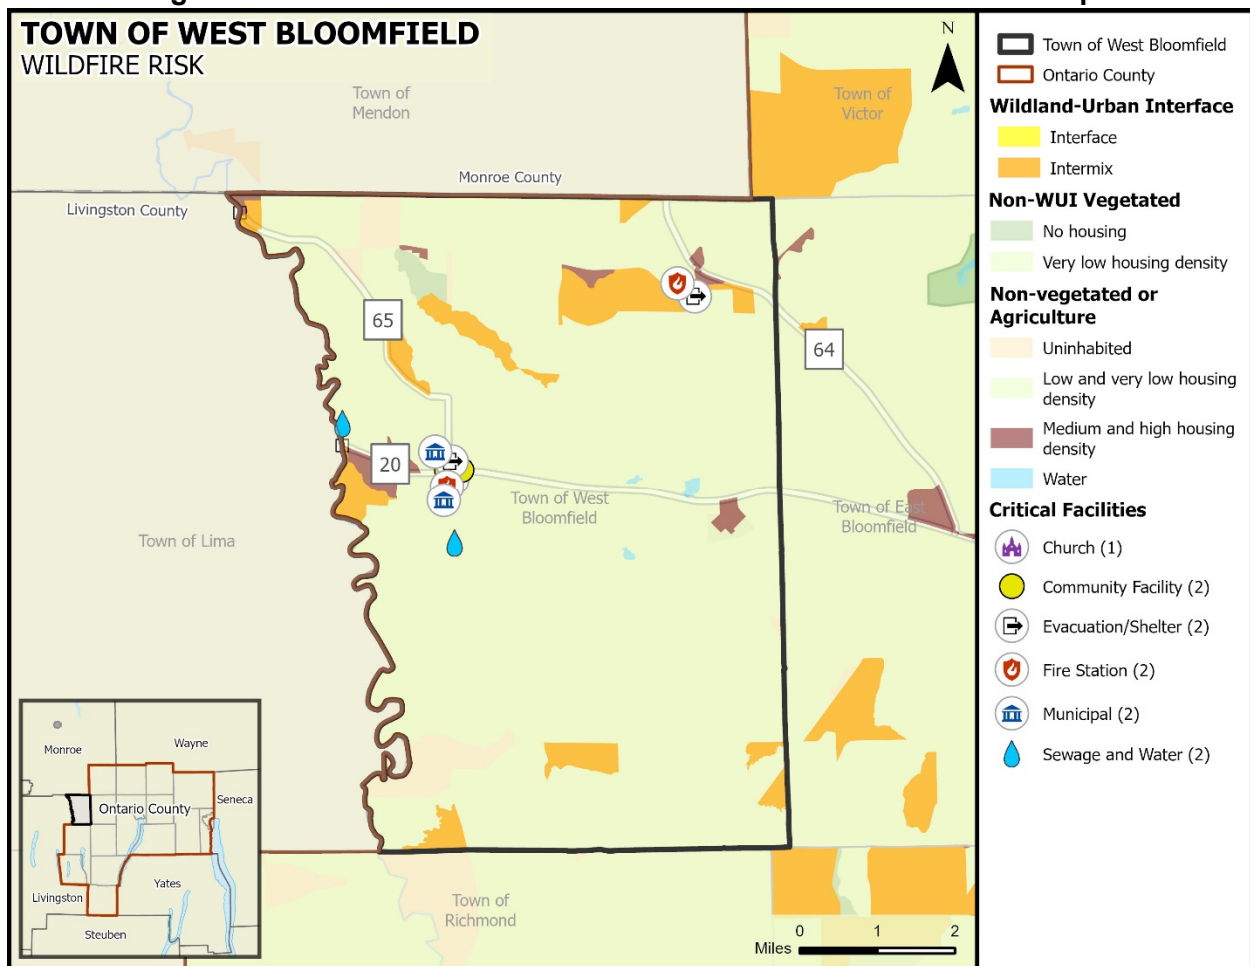 TOWN OF WEST BLOOMFIELD
WILDFIRE RISK
N
Town of
Mendon
Town of
Victor
Monroe County
Livingston County
65
64
20
Town of West
Bloomfield
Town of East
Bloomfield
Town of Lima
Town of
Richmond
Monroe
Wayne
Ontario County
Seneca
Livingston
Yates
Steuben
0 1 2
Miles
Town of West Bloomfield
Ontario County
Wildland-Urban Interface
Interface
Intermix
Non-WUI Vegetated
No housing
Very low housing density
Non-vegetated or
Agriculture
Uninhabited
Low and very low housing
density
Medium and high housing
density
Water
Critical Facilities
Church (1)
Community Facility (2)
Evacuation/Shelter (2)
Fire Station (2)
Municipal (2)
Sewage and Water (2)